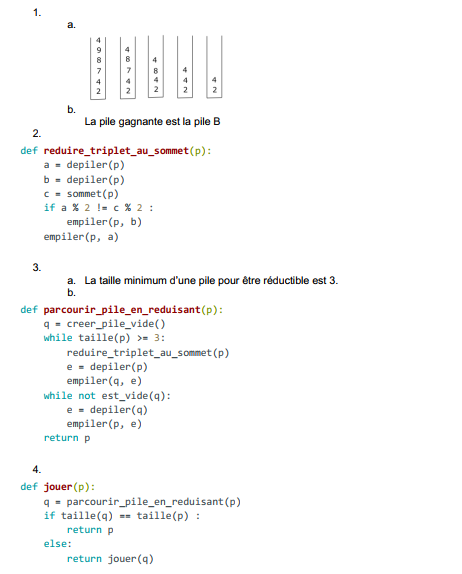 1.
a.
4
9 4
8 8 4
7 7 8 4
4 4 4 4 4
2 2 2 2 2
b.
La pile gagnante est la pile B
2.
def reduire_triplet_au_sommet(p):
a = depiler(p)
b = depiler(p)
c = sommet(p)
if a % 2 != c % 2 :
empiler(p, b)
empiler(p, a)
3.
a. La taille minimum d'une pile pour être réductible est 3.
b.
def parcourir_pile_en_reduisant(p):
q = creer_pile_vide()
while taille(p) >= 3:
reduire_triplet_au_sommet(p)
e = depiler(p)
empiler(q, e)
while not est_vide(q):
e = depiler(q)
empiler(p, e)
return p
4.
def jouer(p):
q = parcourir_pile_en_reduisant(p)
if taille(q) == taille(p) :
return p
else:
return jouer(q)